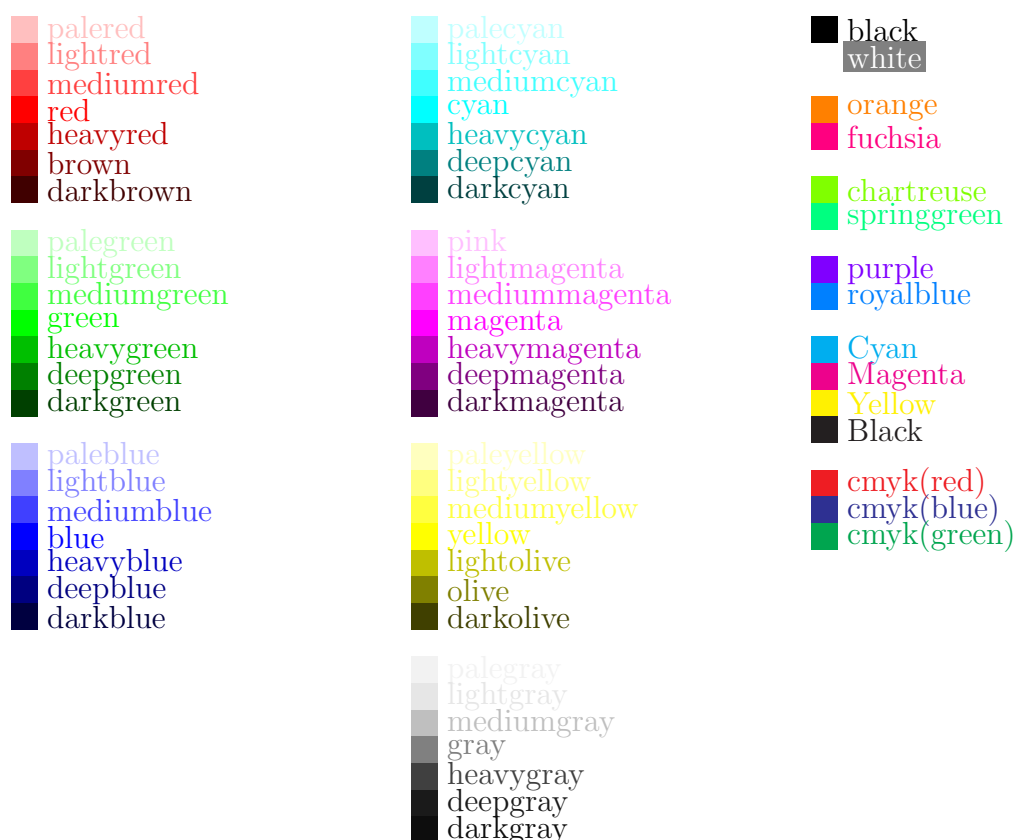 palered
lightred
mediumred
red
heavyred
brown
darkbrown
palegreen
lightgreen
mediumgreen
green
heavygreen
deepgreen
darkgreen
paleblue
lightblue
mediumblue
blue
heavyblue
deepblue
darkblue
palecyan
lightcyan
mediumcyan
cyan
heavycyan
deepcyan
darkcyan
pink
lightmagenta
mediummagenta
magenta
heavymagenta
deepmagenta
darkmagenta
paleyellow
lightyellow
mediumyellow
yellow
lightolive
olive
darkolive
palegray
lightgray
mediumgray
gray
heavygray
deepgray
darkgray
black
white
orange
fuchsia
chartreuse
springgreen
purple
royalblue
Cyan
Magenta
Yellow
Black
cmyk(red)
cmyk(blue)
cmyk(green)